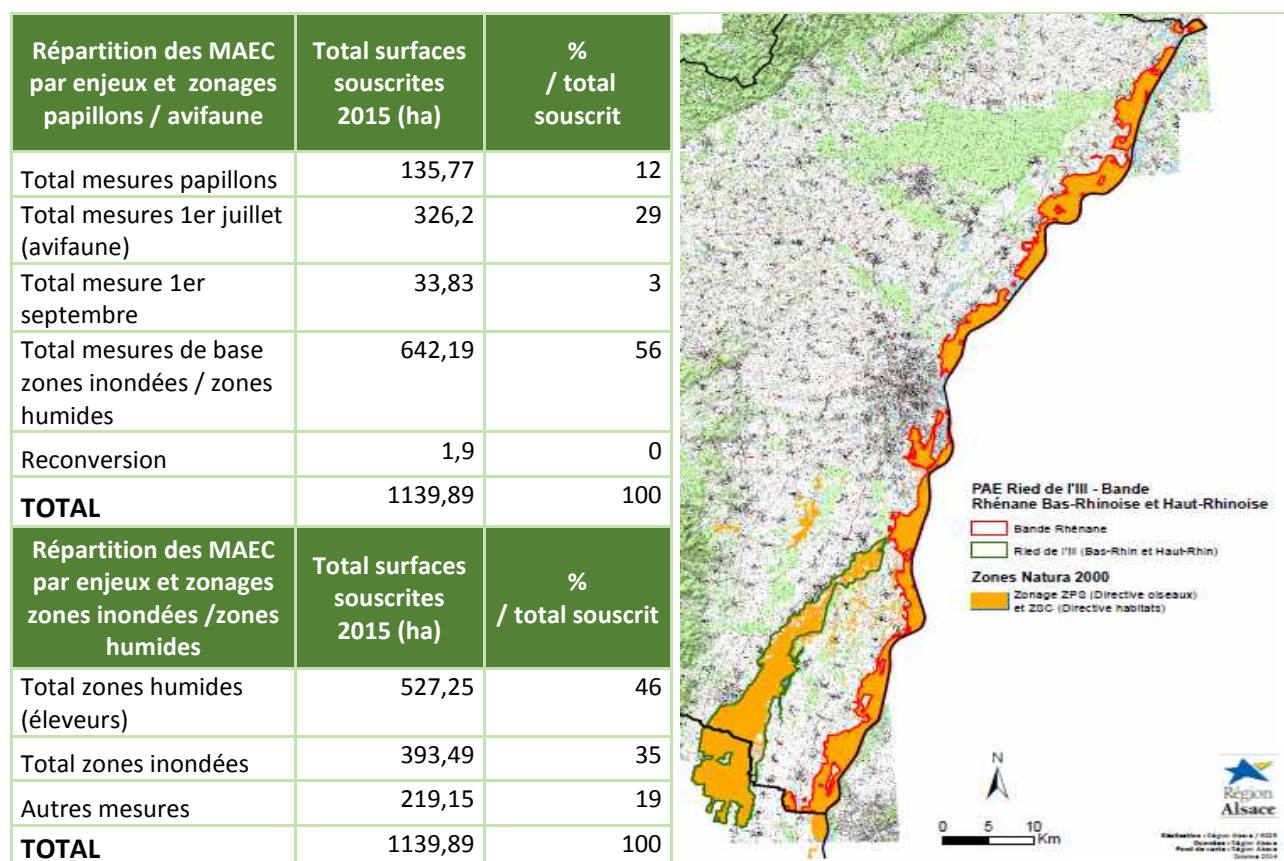 Répartition des MAEC
par enjeux et zonages
papillons / avifaune
Total surfaces
souscrites
2015 (ha)
%
/ total
souscrit
Total mesures papillons
135,77
12
Total mesures 1er juillet
(avifaune)
326,2
29
Total mesure 1er
septembre
33,83
3
Total mesures de base
zones inondées / zones
humides
642,19
56
Reconversion
1,9
0
TOTAL
1139,89
100
Répartition des MAEC
par enjeux et zonages
zones inondées /zones
humides
Total surfaces
souscrites
2015 (ha)
%
/ total souscrit
Total zones humides
(éleveurs)
527,25
46
Total zones inondées
393,49
35
Autres mesures
219,15
19
TOTAL
1139,89
100
PAE Ried de l'Ill - Bande
Rhénane Bas-Rhinoise et Haut-Rhinoise
Bande Rhénane
Ried de l'Ill (Bas-Rhin et Haut-Rhin)
Zones Natura 2000
Zonage ZPS (Directive oiseaux)
et ZSC (Directive habitats)
N
0 5 10
Km
Région
Alsace